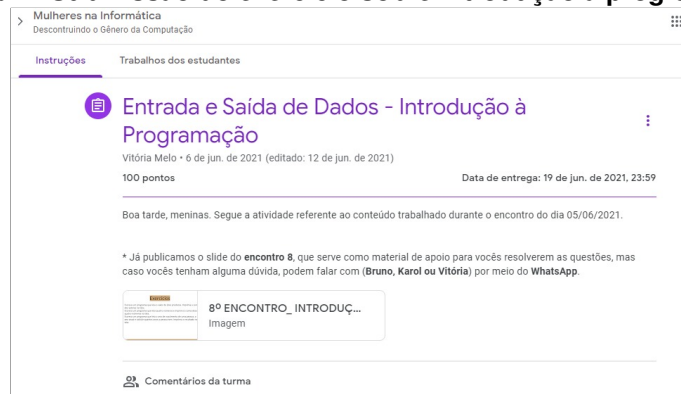 Mulheres na Informática
Descontruindo o Gênero da Computação
Instruções
Trabalhos dos estudantes
Entrada e Saída de Dados - Introdução à
Programação
Vitória Melo • 6 de jun. de 2021 (editado: 12 de jun. de 2021)
100 pontos
Data de entrega: 19 de jun. de 2021, 23:59
Boa tarde, meninas. Segue a atividade referente ao conteúdo trabalhado durante o encontro do dia 05/06/2021.
* Já publicamos o slide do encontro 8, que serve como material de apoio para vocês resolverem as questões, mas
caso vocês tenham alguma dúvida, podem falar com (Bruno, Karol ou Vitória) por meio do WhatsApp.
8º ENCONTRO_ INTRODUÇ...
Imagem
Comentários da turma